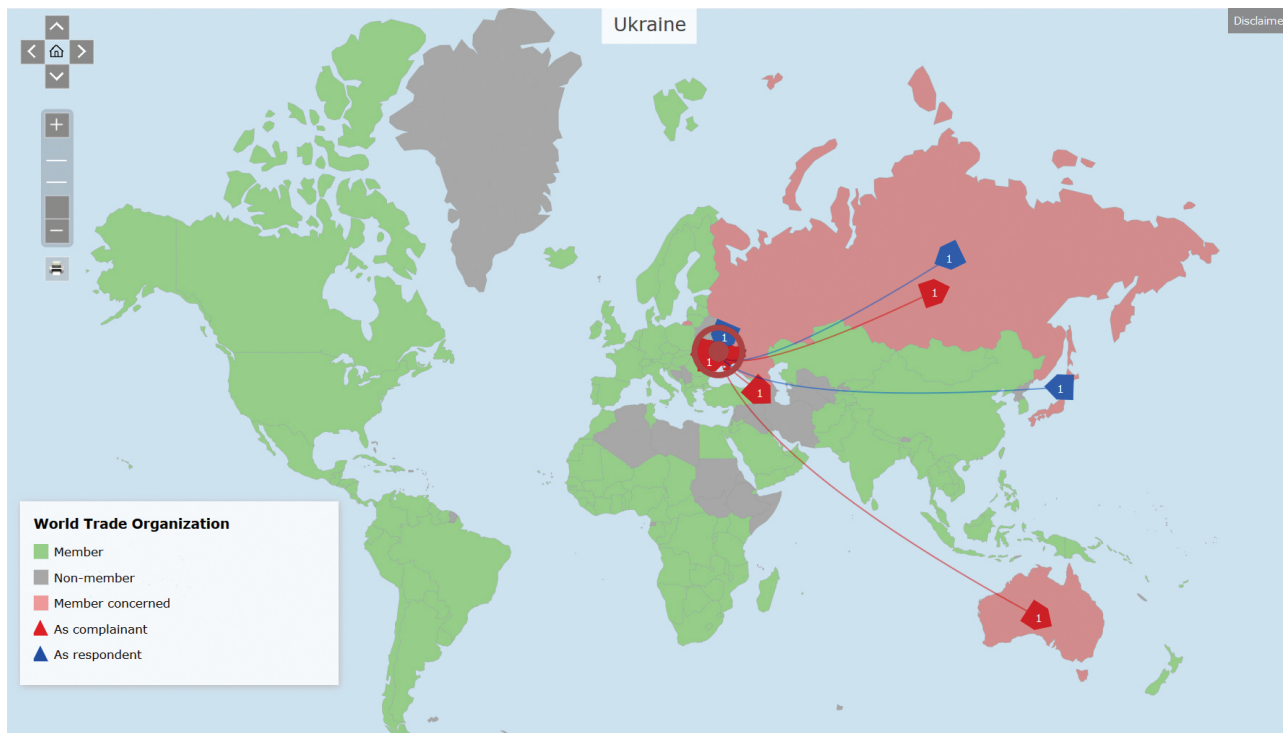 Ukraine
Disclaime
1
1
1
1
1
1
1
World Trade Organization
Member
Non-member
Member concerned
As complainant
As respondent